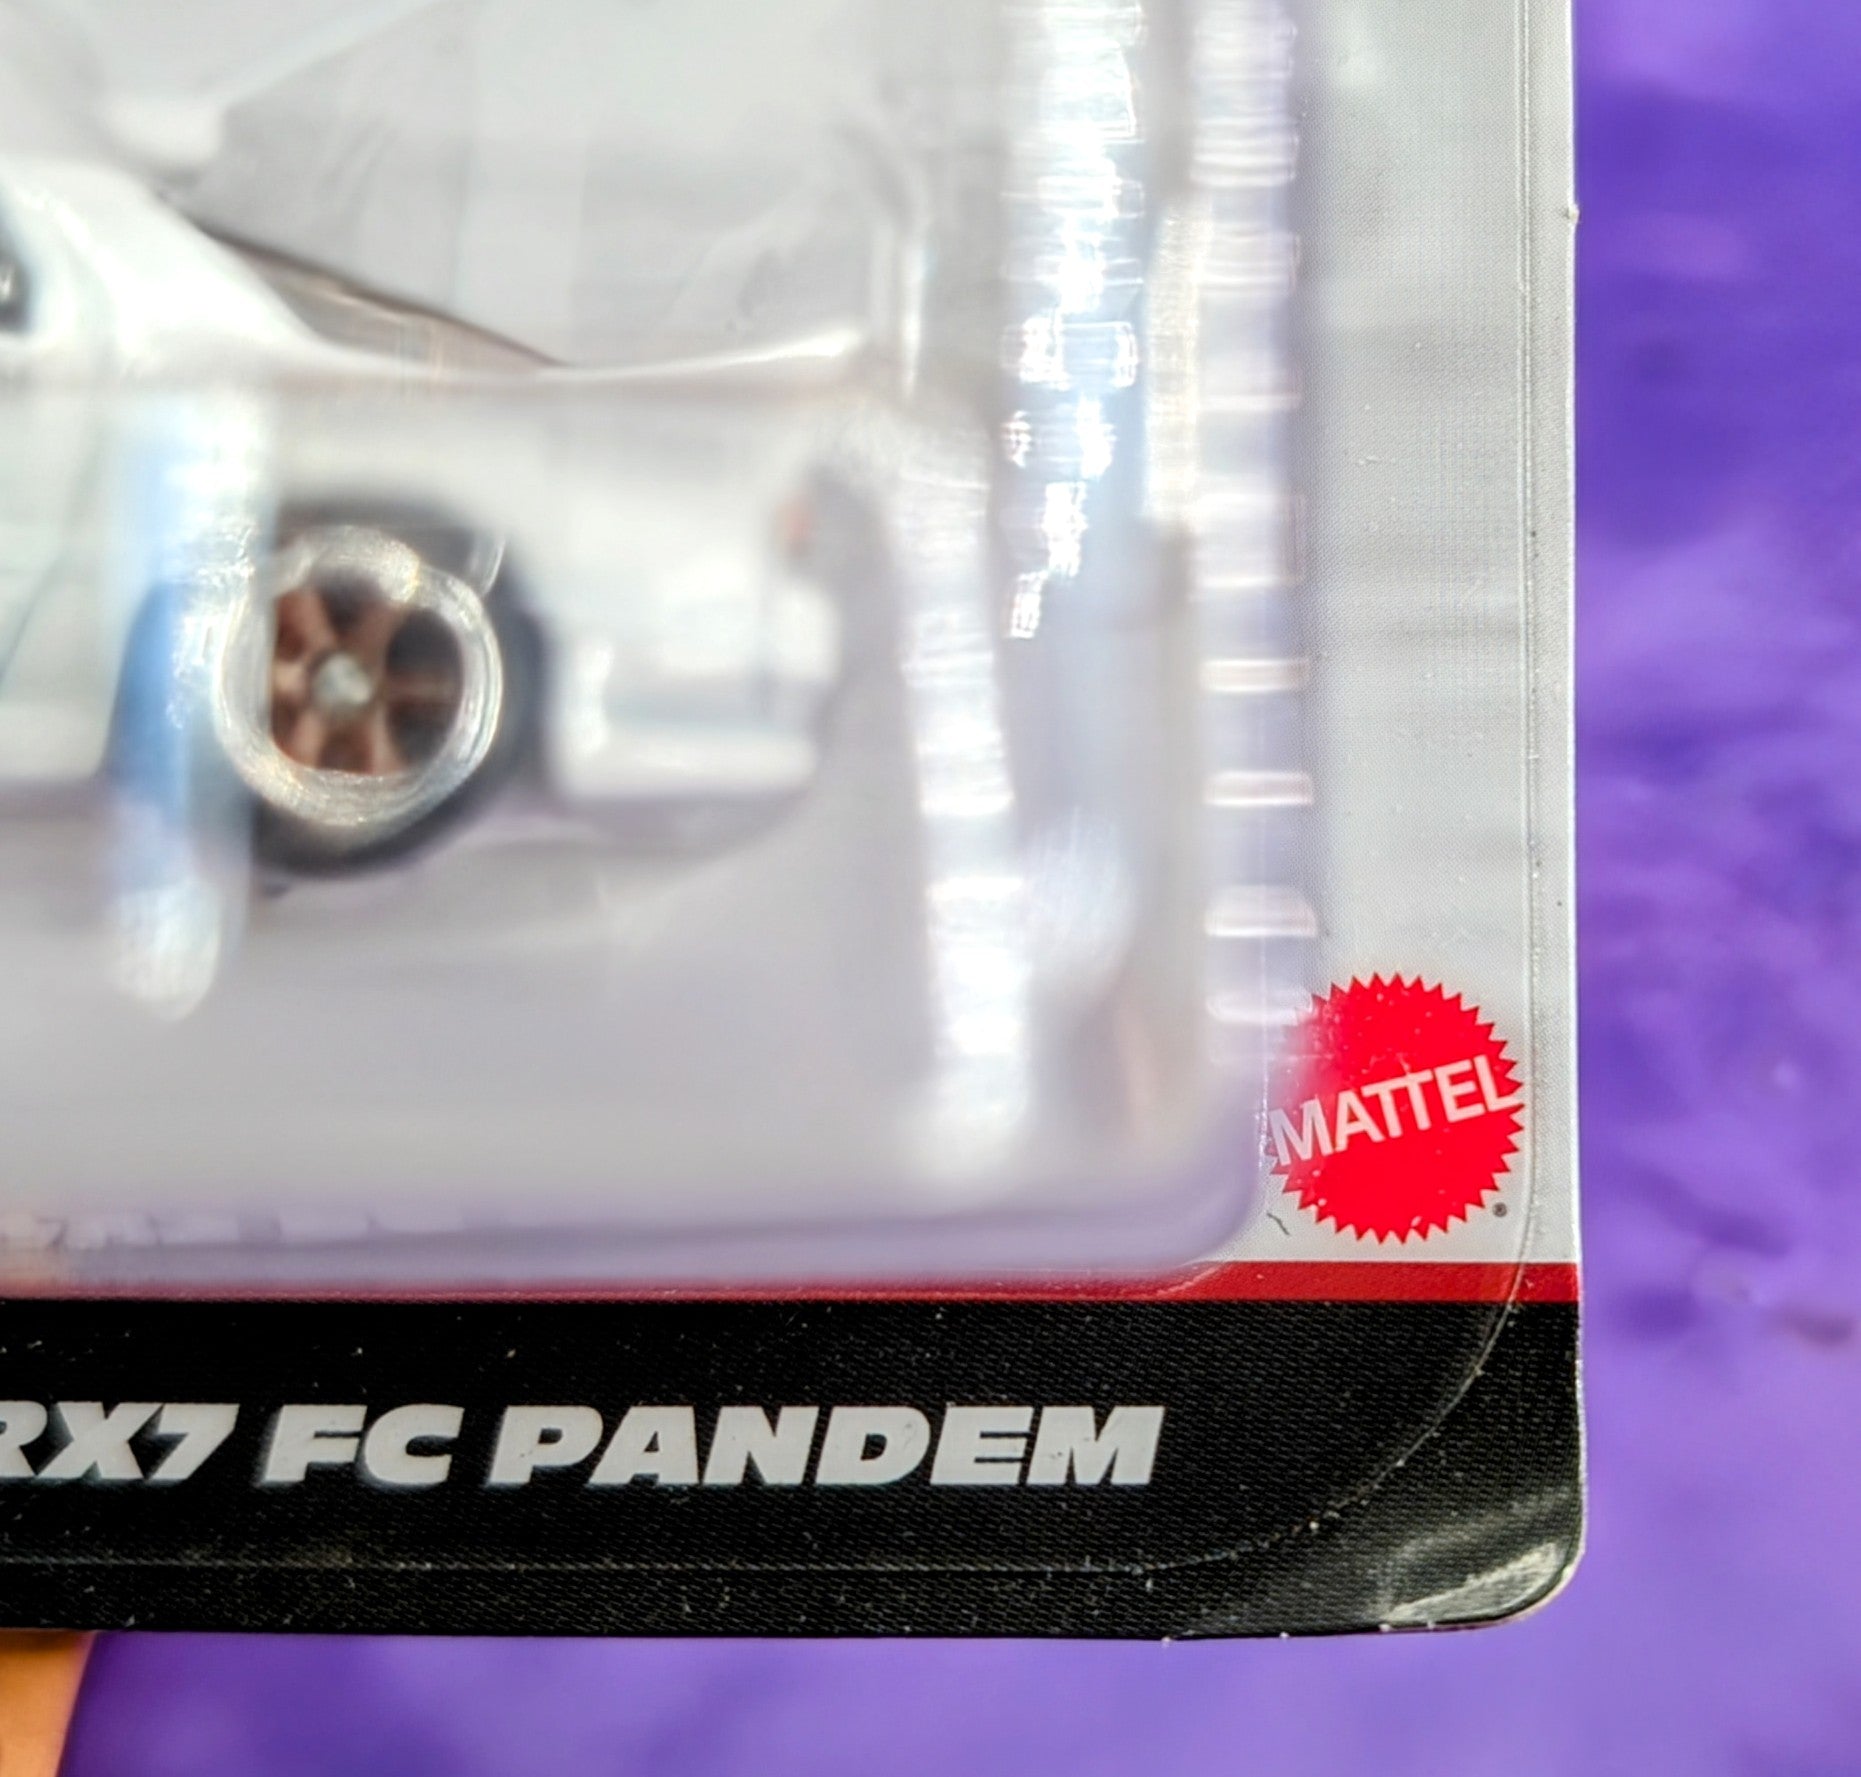 MATTEL
®
RX7 FC PANDEM